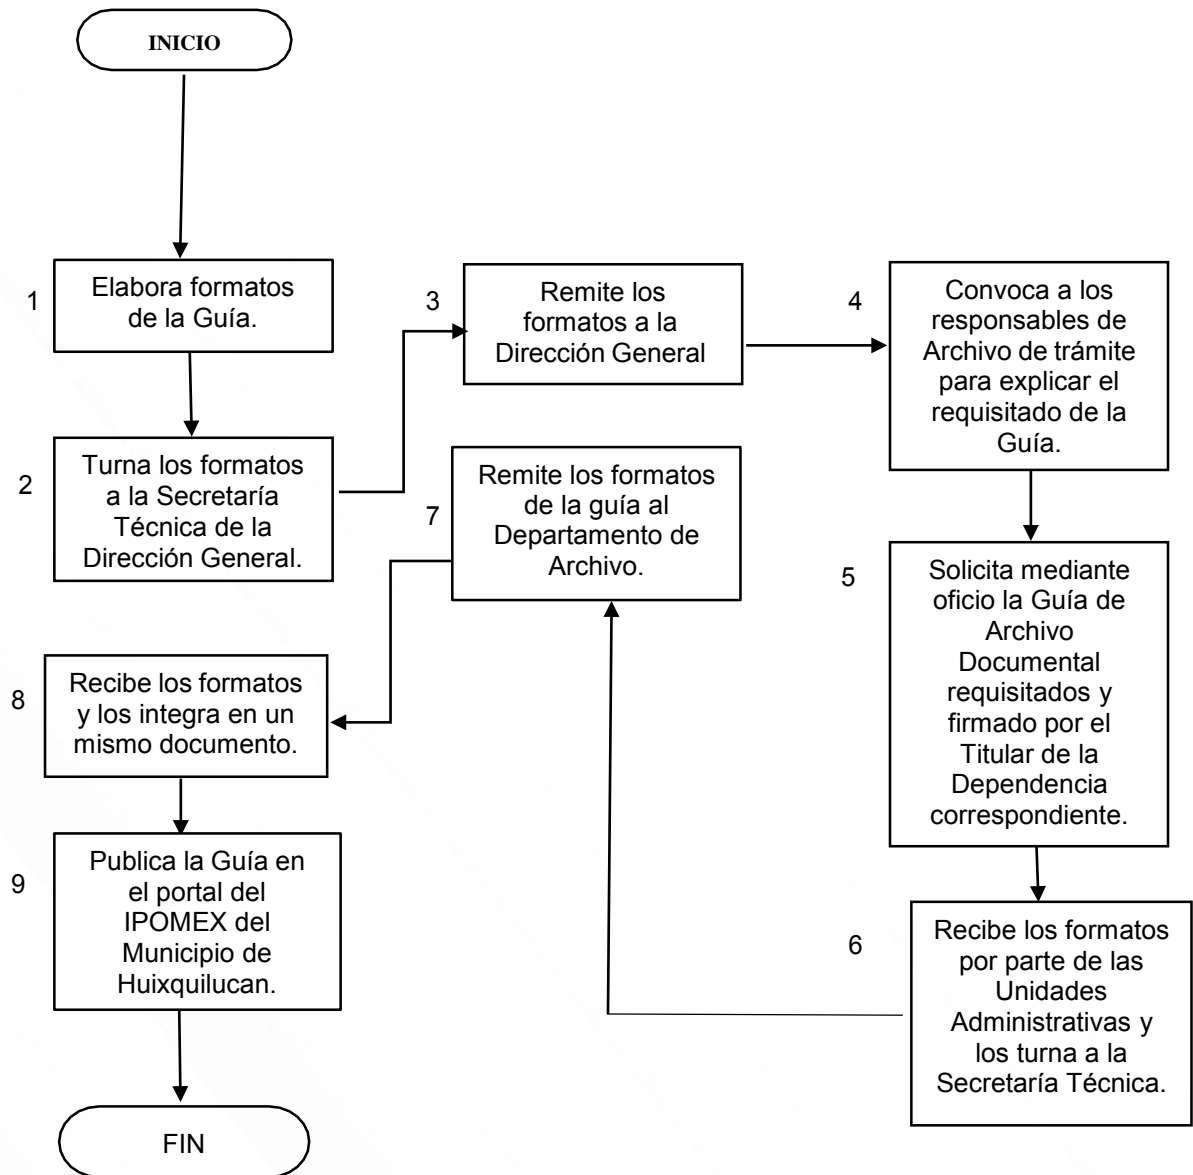 INICIO
1
Elabora formatos
de la Guía.
2
Turna los formatos
a la Secretaría
Técnica de la
Dirección General.
3
Remite los
formatos a la
Dirección General
4
Convoca a los
responsables de
Archivo de trámite
para explicar el
requisitado de la
Guía.
5
Solicita mediante
oficio la Guía de
Archivo
Documental
requisitados y
firmado por el
Titular de la
Dependencia
correspondiente.
6
Recibe los formatos
por parte de las
Unidades
Administrativas y
los turna a la
Secretaría Técnica.
7
Remite los formatos
de la guía al
Departamento de
Archivo.
8
Recibe los formatos
y los integra en un
mismo documento.
9
Publica la Guía en
el portal del
IPOMEX del
Municipio de
Huixquilucan.
FIN